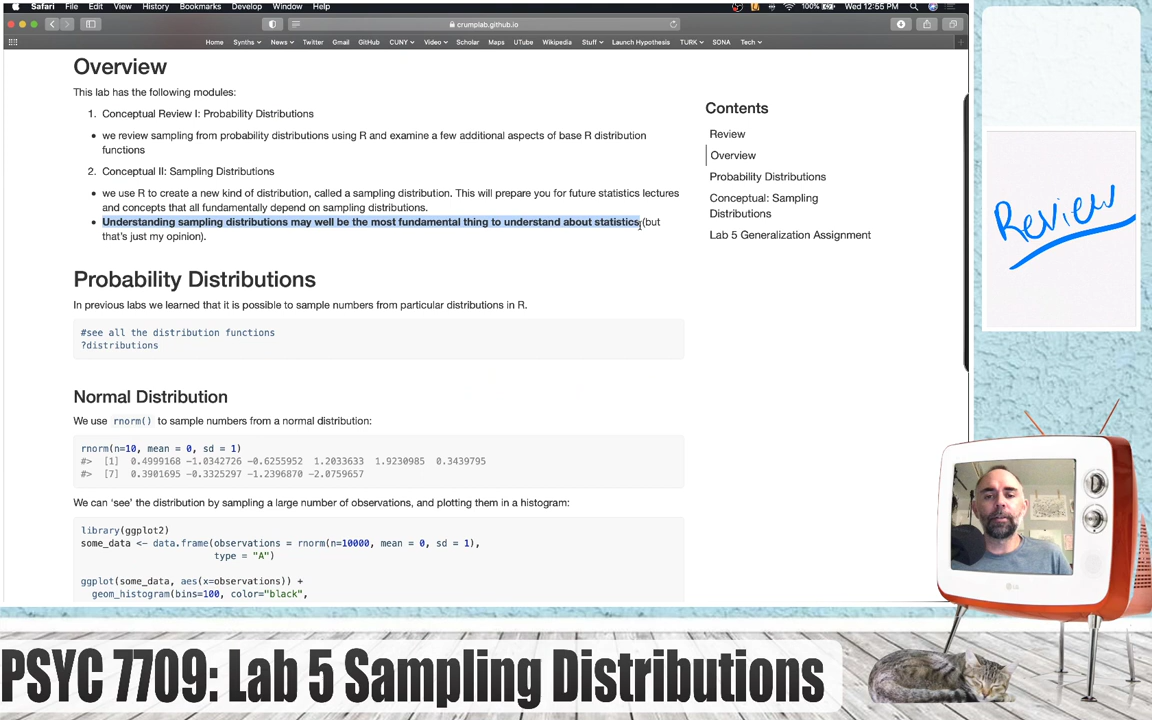 Safari File Edit View History Bookmarks Develop Window Help
100% Wed 12:55 PM
crumplab.github.io
Home Synths News Twitter Gmail GitHub CUNY Video Scholar Maps UTube Wikipedia Stuff Launch Hypothesis TURK SONA Tech
Overview
This lab has the following modules:
1. Conceptual Review I: Probability Distributions
• we review sampling from probability distributions using R and examine a few additional aspects of base R distribution
functions
2. Conceptual II: Sampling Distributions
• we use R to create a new kind of distribution, called a sampling distribution. This will prepare you for future statistics lectures
and concepts that all fundamentally depend on sampling distributions.
• Understanding sampling distributions may well be the most fundamental thing to understand about statistics (but
that's just my opinion).
Probability Distributions
In previous labs we learned that it is possible to sample numbers from particular distributions in R.
#see all the distribution functions
?distributions
Normal Distribution
We use rnorm() to sample numbers from a normal distribution:
rnorm(n=10, mean = 0, sd = 1)
#> [1] 0.4999168 -1.0342726 -0.6255952 1.2033633 1.9230985 0.3439795
#> [7] 0.3901695 -0.3325297 -1.2396870 -2.0759657
We can 'see' the distribution by sampling a large number of observations, and plotting them in a histogram:
library(ggplot2)
some_data <- data.frame(observations = rnorm(n=10000, mean = 0, sd = 1),
type = "A")
ggplot(some_data, aes(x=observations)) +
geom_histogram(bins=100, color="black",
Contents
Review
Overview
Probability Distributions
Conceptual: Sampling
Distributions
Lab 5 Generalization Assignment
Review
LG
PSYC 7709: Lab 5 Sampling Distributions